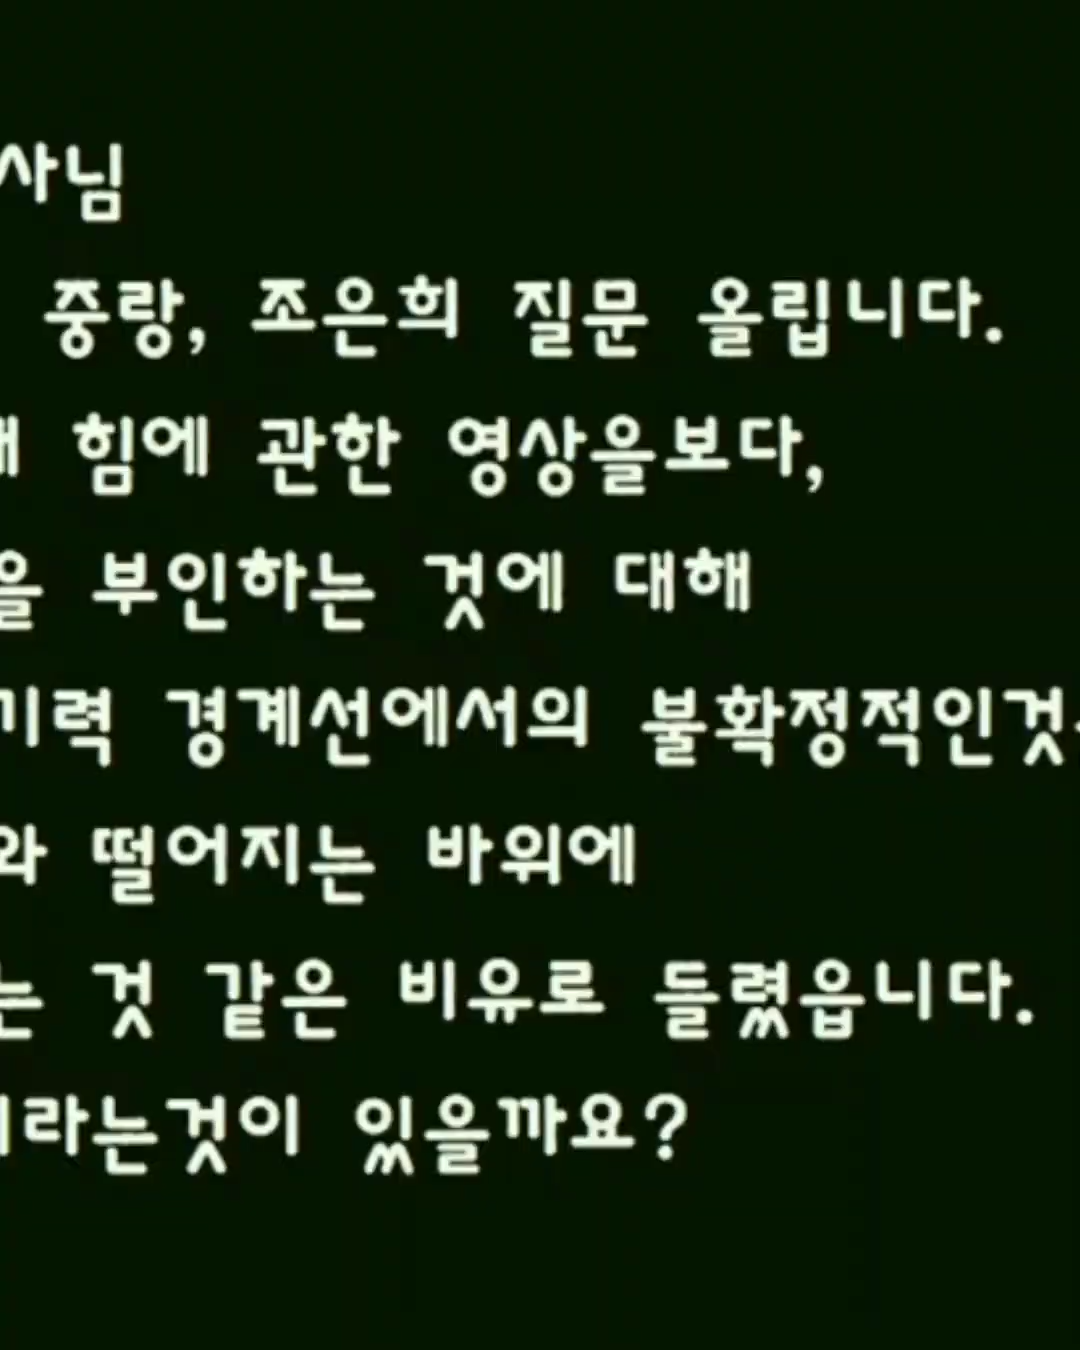 사님
중랑, 조은희 질문 올립니다.
힘에 관한 영상을보다,
을 부인하는 것에 대해
기력 경계선에서의 불확정적인것
와 떨어지는 바위에
는 것 같은 비유로 들렸읍니다.
라는것이 있을까요?